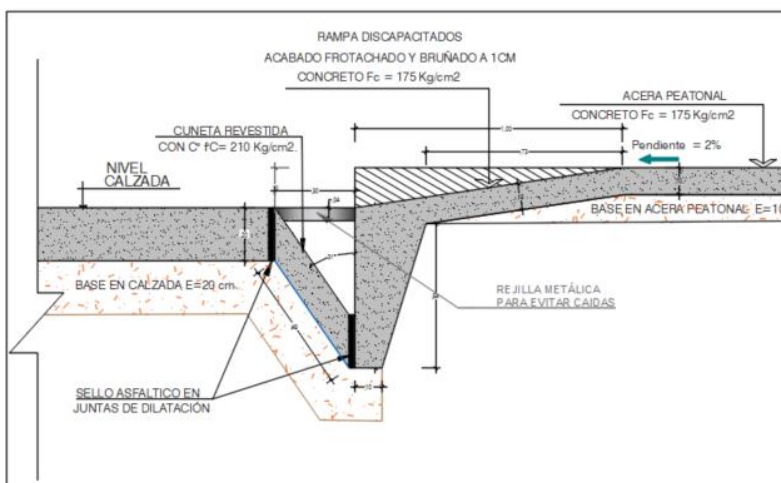 RAMPA DISCAPACITADOS
ACABADO FROTACHADO Y BRUÑADO A 1CM
CONCRETO Fc = 175 Kg/cm2
ACERA PEATONAL
CONCRETO Fc = 175 Kg/cm2
CUNETA REVESTIDA
CON C° fC= 210 Kg/cm2.
Pendiente = 2%
NIVEL
CALZADA
BASE EN ACERA PEATONAL E=10
BASE EN CALZADA E=20 cm.
REJILLA METÁLICA
PARA EVITAR CAIDAS
SELLO ASFALTICO EN
JUNTAS DE DILATACIÓN